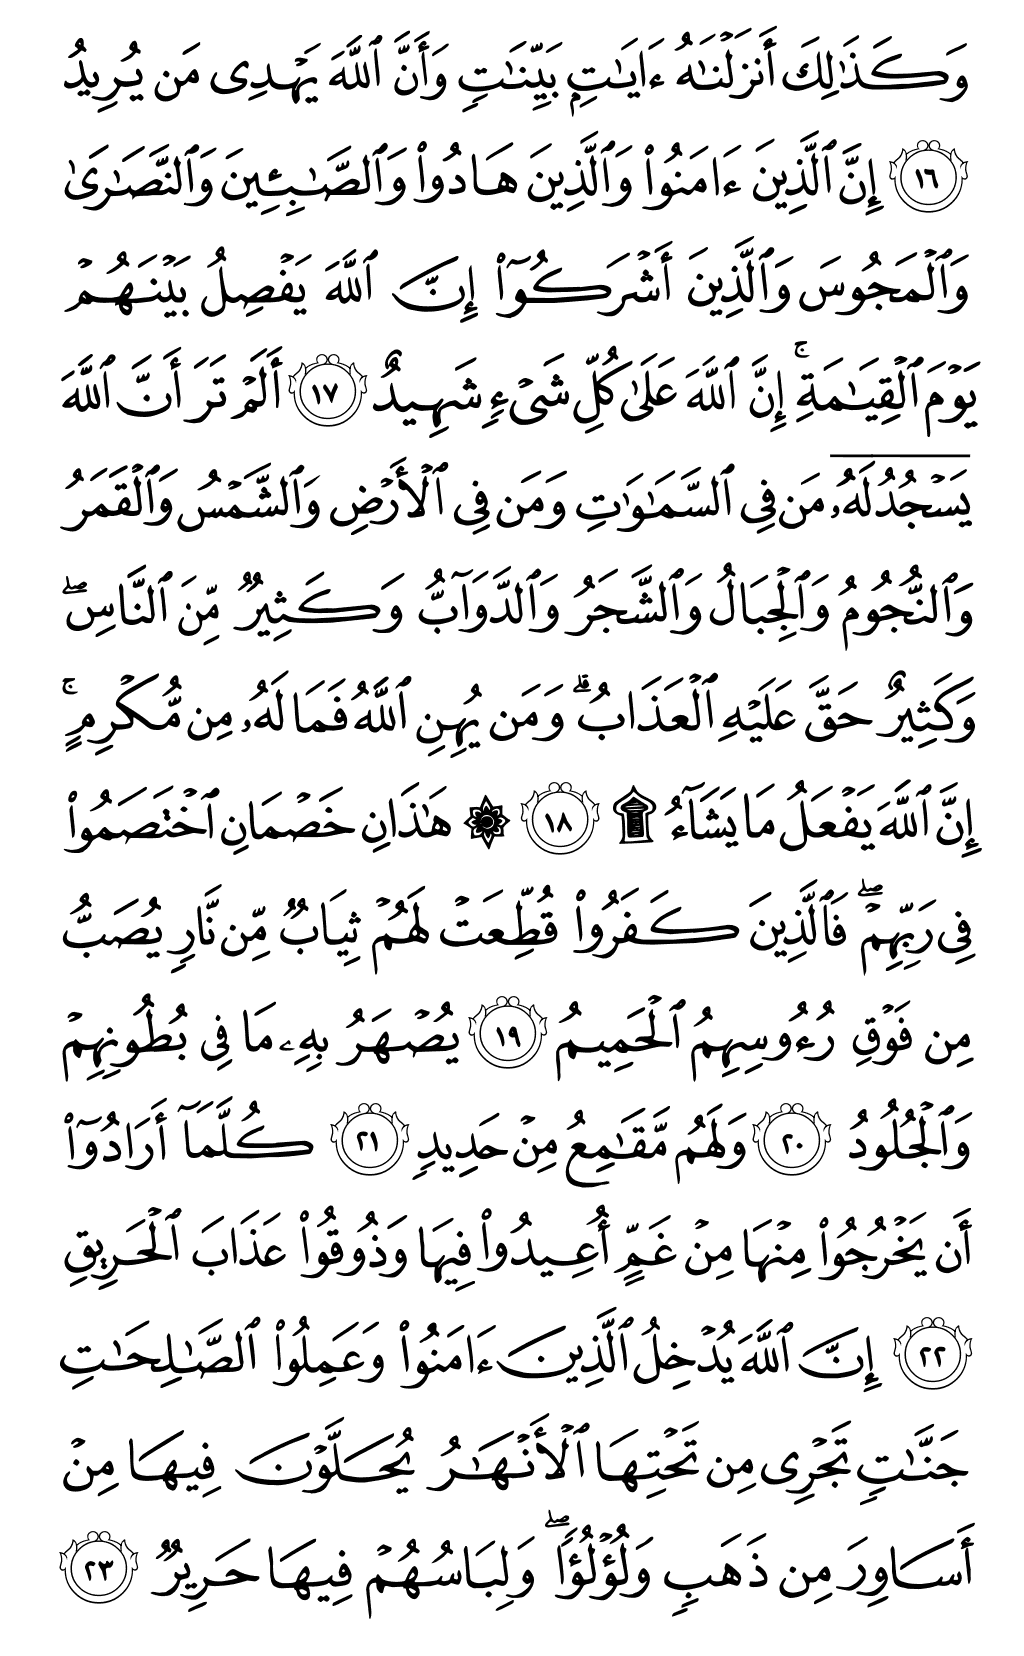 وَكَذَٰلِكَ أَنزَلْنَٰهُ ءَايَٰتٍۭ بَيِّنَٰتٍ وَأَنَّ ٱللَّهَ يَهْدِى مَن يُرِيدُ
١٦ إِنَّ ٱلَّذِينَ ءَامَنُوا۟ وَٱلَّذِينَ هَادُوا۟ وَٱلصَّٰبِـِٔينَ وَٱلنَّصَٰرَىٰ
وَٱلْمَجُوسَ وَٱلَّذِينَ أَشْرَكُوٓا۟ إِنَّ ٱللَّهَ يَفْصِلُ بَيْنَهُمْ
يَوْمَ ٱلْقِيَٰمَةِ ۚ إِنَّ ٱللَّهَ عَلَىٰ كُلِّ شَىْءٍ شَهِيدٌ ١٧ أَلَمْ تَرَ أَنَّ ٱللَّهَ
يَسْجُدُ لَهُۥ مَن فِى ٱلسَّمَٰوَٰتِ وَمَن فِى ٱلْأَرْضِ وَٱلشَّمْسُ وَٱلْقَمَرُ
وَٱلنُّجُومُ وَٱلْجِبَالُ وَٱلشَّجَرُ وَٱلدَّوَآبُّ وَكَثِيرٌ مِّنَ ٱلنَّاسِ ۖ
وَكَثِيرٌ حَقَّ عَلَيْهِ ٱلْعَذَابُ ۗ وَمَن يُهِنِ ٱللَّهُ فَمَا لَهُۥ مِن مُّكْرِمٍ ۚ
إِنَّ ٱللَّهَ يَفْعَلُ مَا يَشَآءُ ۩ ١٨ ۞ هَٰذَانِ خَصْمَانِ ٱخْتَصَمُوا۟
فِى رَبِّهِمْ ۖ فَٱلَّذِينَ كَفَرُوا۟ قُطِّعَتْ لَهُمْ ثِيَابٌ مِّن نَّارٍ يُصَبُّ
مِن فَوْقِ رُءُوسِهِمُ ٱلْحَمِيمُ ١٩ يُصْهَرُ بِهِۦ مَا فِى بُطُونِهِمْ
وَٱلْجُلُودُ ٢٠ وَلَهُم مَّقَٰمِعُ مِنْ حَدِيدٍ ٢١ كُلَّمَآ أَرَادُوٓا۟
أَن يَخْرُجُوا۟ مِنْهَا مِنْ غَمٍّ أُعِيدُوا۟ فِيهَا وَذُوقُوا۟ عَذَابَ ٱلْحَرِيقِ
٢٢ إِنَّ ٱللَّهَ يُدْخِلُ ٱلَّذِينَ ءَامَنُوا۟ وَعَمِلُوا۟ ٱلصَّٰلِحَٰتِ
جَنَّٰتٍ تَجْرِى مِن تَحْتِهَا ٱلْأَنْهَٰرُ يُحَلَّوْنَ فِيهَا مِنْ
أَسَاوِرَ مِن ذَهَبٍ وَلُؤْلُؤًا ۖ وَلِبَاسُهُمْ فِيهَا حَرِيرٌ ٢٣